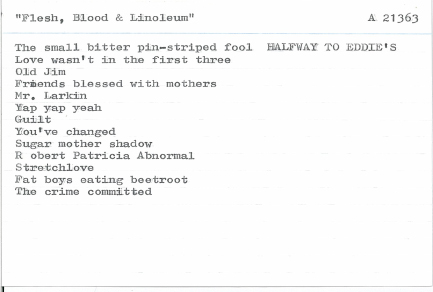 "Flesh, Blood & Linoleum" A 21363
The small bitter pin-striped fool HALFWAY TO EDDIE'S
Love wasn't in the first three
Old Jim
Friends blessed with mothers
Mr. Larkin
Yap yap yeah
Guilt
You've changed
Sugar mother shadow
R obert Patricia Abnormal
Stretchlove
Fat boys eating beetroot
The crime committed